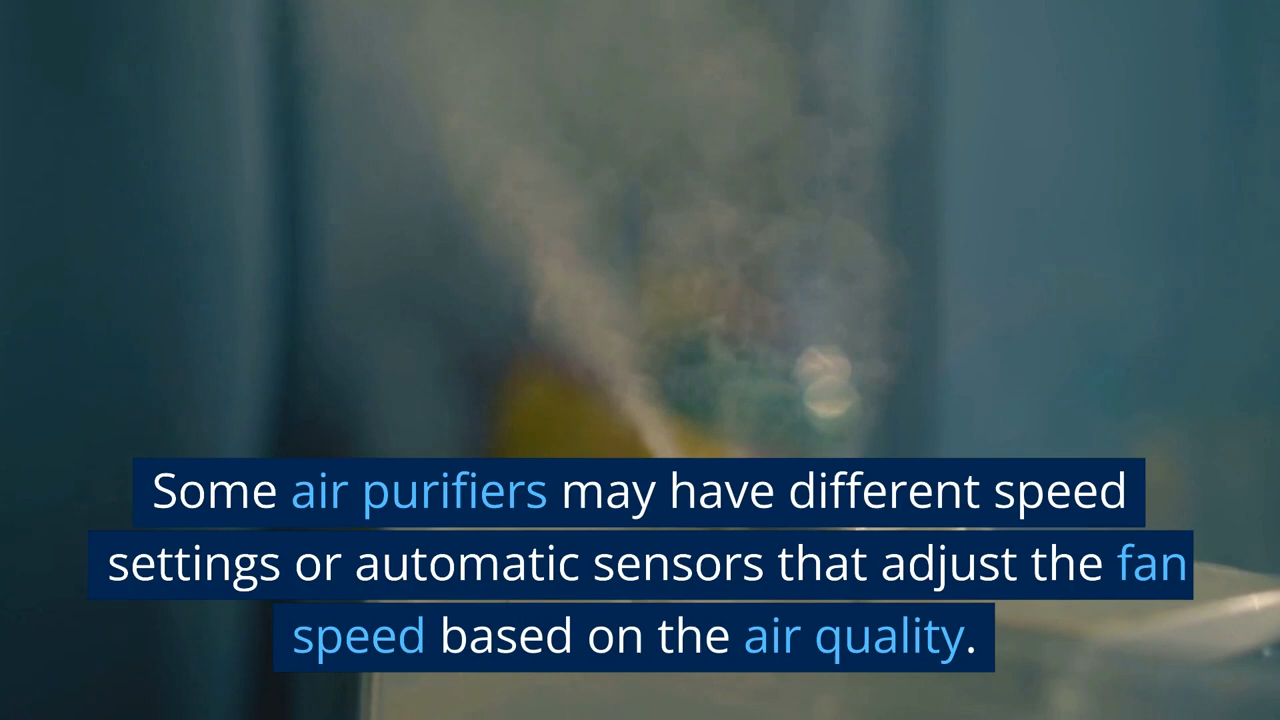 Some air purifiers may have different speed
settings or automatic sensors that adjust the fan
speed based on the air quality.